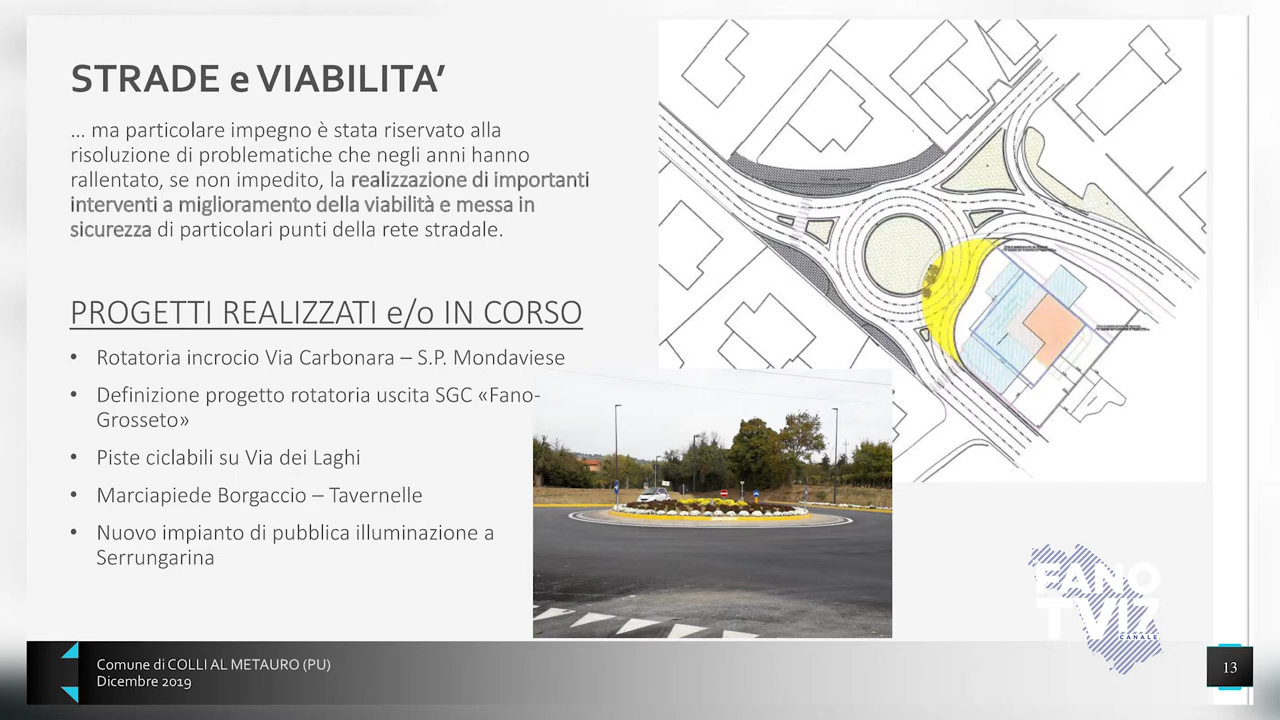 STRADE e VIABILITA’
... ma particolare impegno è stata riservato alla
risoluzione di problematiche che negli anni hanno
rallentato, se non impedito, la realizzazione di importanti
interventi a miglioramento della viabilità e messa in
sicurezza di particolari punti della rete stradale.
PROGETTI REALIZZATI e/o IN CORSO
• Rotatoria incrocio Via Carbonara – S.P. Mondaviese
• Definizione progetto rotatoria uscita SGC «Fano-
Grosseto»
• Piste ciclabili su Via dei Laghi
• Marciapiede Borgaccio – Tavernelle
• Nuovo impianto di pubblica illuminazione a
Serrungarina
FANO
TV
CANALE
Comune di COLLI AL METAURO (PU)
Dicembre 2019
13